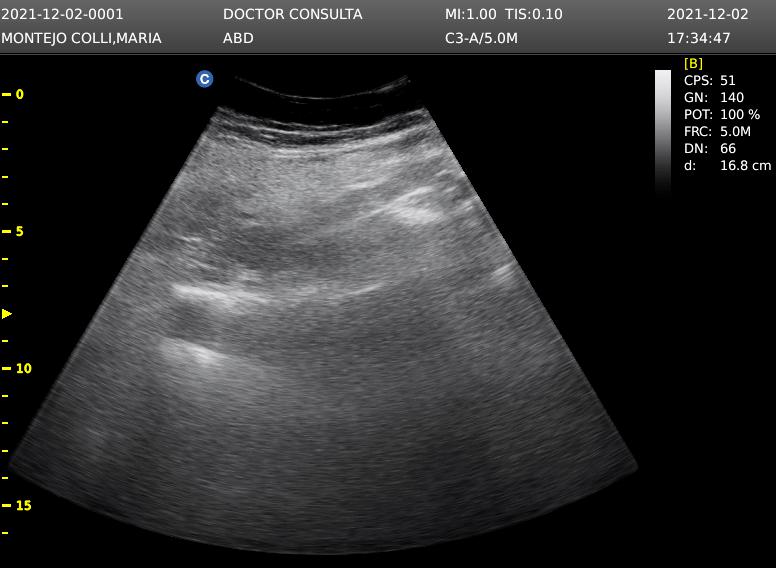 2021-12-02-0001 DOCTOR CONSULTA MI:1.00 TIS:0.10 2021-12-02
MONTEJO COLLI,MARIA ABD C3-A/5.0M 17:34:47
C
[B]
CPS: 51
GN: 140
POT: 100 %
FRC: 5.0M
DN: 66
d: 16.8 cm
0
5
10
15